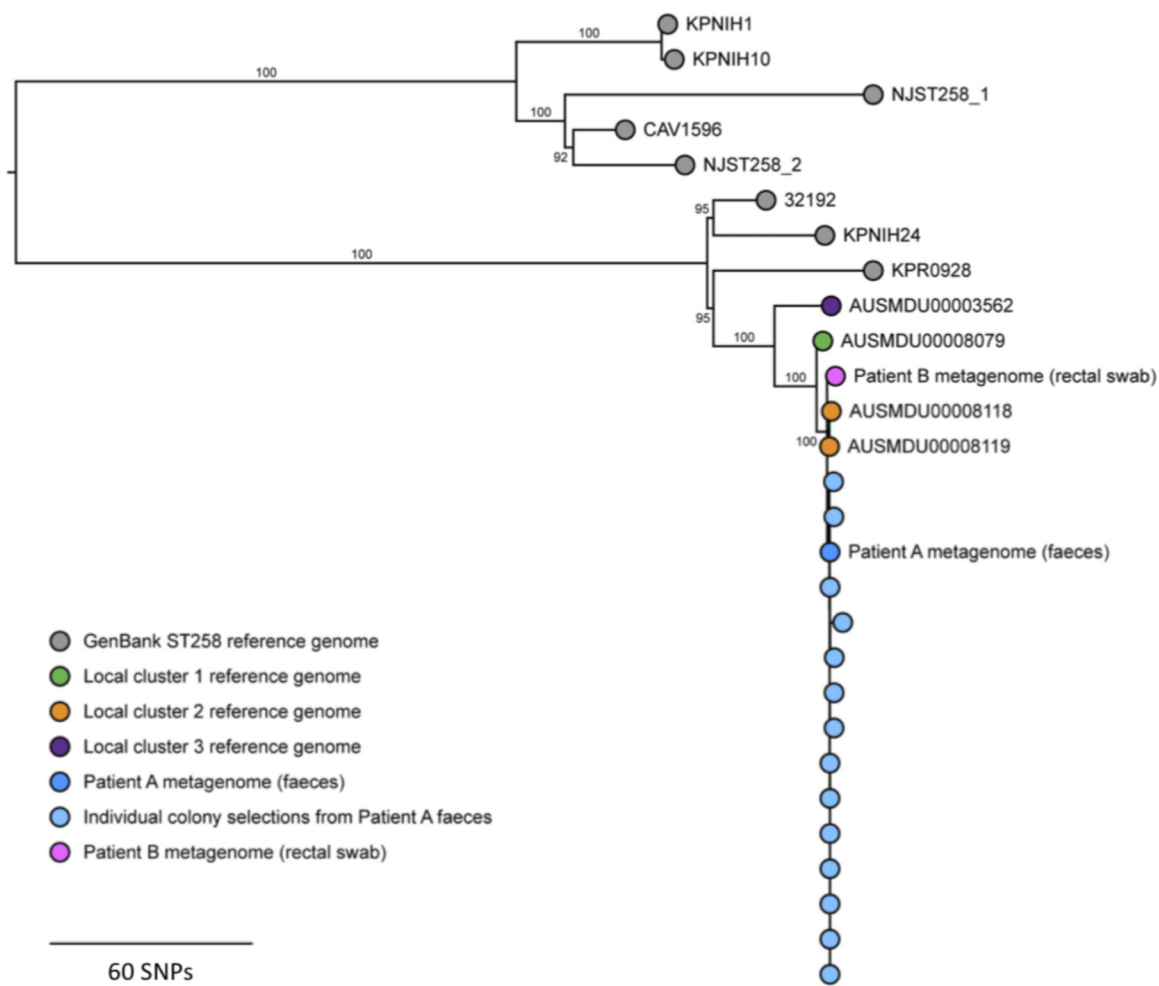 KPNIH1
100
KPNIH10
100
NJST258_1
100
CAV1596
92
NJST258_2
32192
95
KPNIH24
100
KPR0928
AUSMDU00003562
95
100
AUSMDU00008079
Patient B metagenome (rectal swab)
100
AUSMDU00008118
100
AUSMDU00008119
Patient A metagenome (faeces)
GenBank ST258 reference genome
Local cluster 1 reference genome
Local cluster 2 reference genome
Local cluster 3 reference genome
Patient A metagenome (faeces)
Individual colony selections from Patient A faeces
Patient B metagenome (rectal swab)
60 SNPs